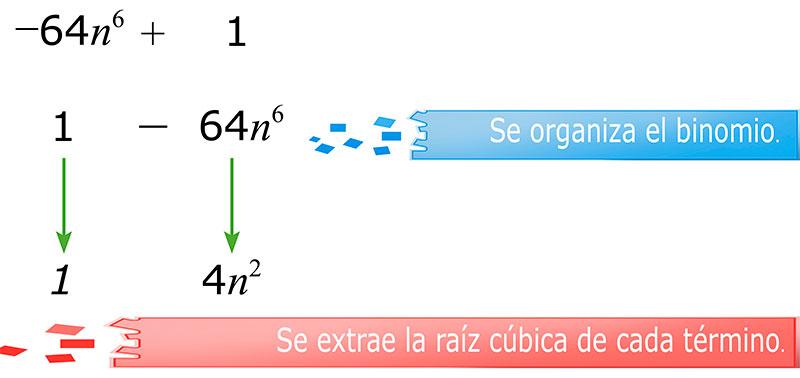 −64n⁶ + 1
1 − 64n⁶
Se organiza el binomio.
1 4n²
Se extrae la raíz cúbica de cada término.